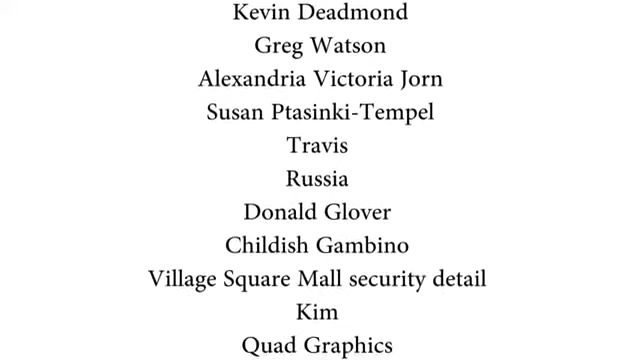 Kevin Deadmond
Greg Watson
Alexandria Victoria Jorn
Susan Ptasinki-Tempel
Travis
Russia
Donald Glover
Childish Gambino
Village Square Mall security detail
Kim
Quad Graphics